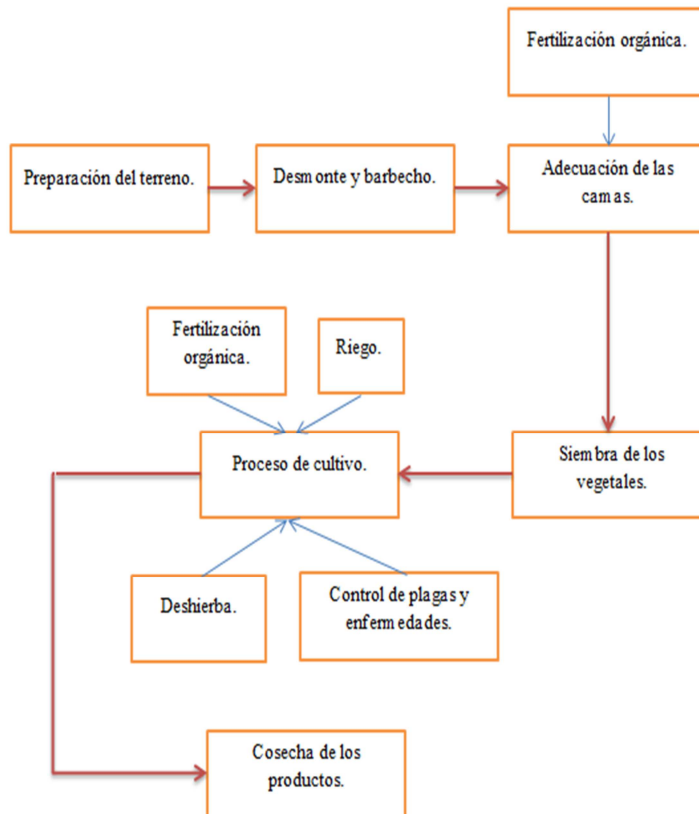 Fertilización orgánica.
Preparación del terreno.
Desmonte y barbecho.
Adecuación de las
camas.
Fertilización
orgánica.
Riego.
Proceso de cultivo.
Siembra de los
vegetales.
Deshierba.
Control de plagas y
enfermedades.
Cosecha de los
productos.